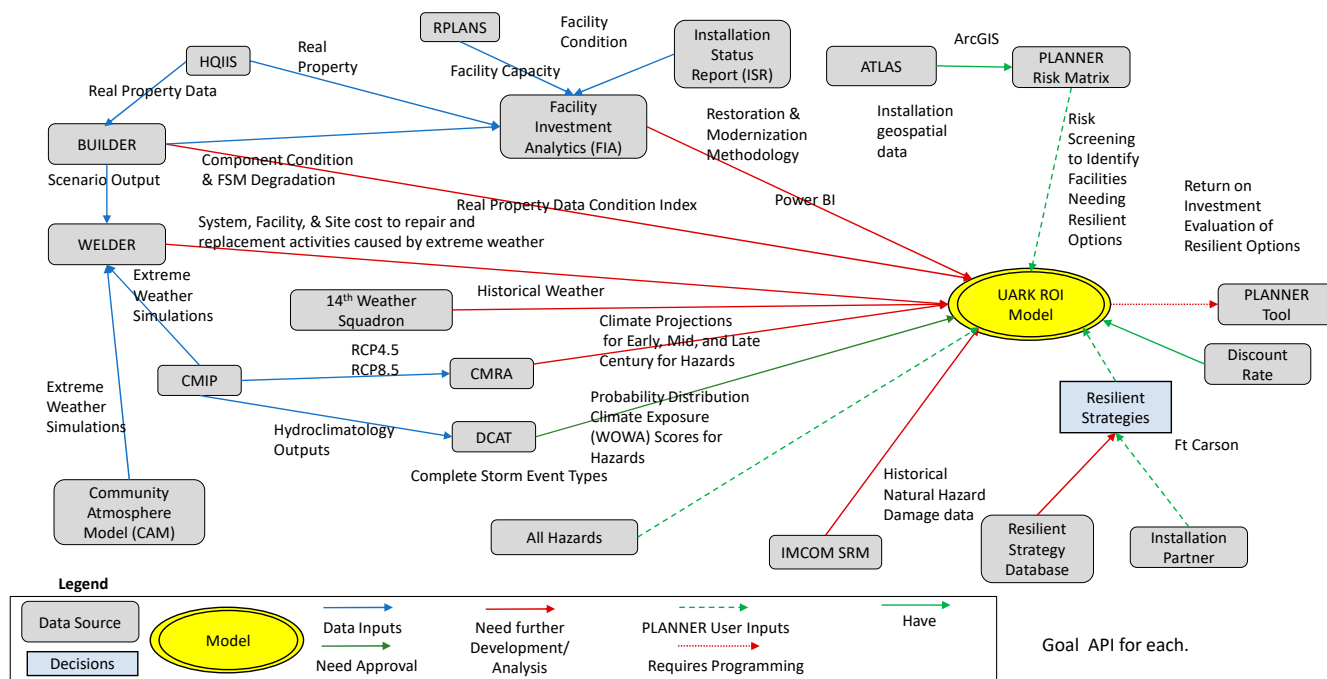 RPLANS
Facility
Condition
Installation
Status
Report (ISR)
ArcGIS
HQIIS
Real
Property
Facility Capacity
ATLAS
PLANNER
Risk Matrix
Real Property Data
Facility
Investment
Analytics (FIA)
Restoration &
Modernization
Methodology
Installation
geospatial
data
Risk
Screening
to Identify
Facilities
Needing
Resilient
Options
BUILDER
Component Condition
& FSM Degradation
Scenario Output
Real Property Data Condition Index
Power BI
Return on
Investment
Evaluation of
Resilient Options
WELDER
System, Facility, & Site cost to repair and
replacement activities caused by extreme weather
Extreme
Weather
Simulations
14th Weather
Squadron
Historical Weather
UARK ROI
Model
PLANNER
Tool
RCP4.5
RCP8.5
Climate Projections
for Early, Mid, and Late
Century for Hazards
CMIP
CMRA
Discount
Rate
Extreme
Weather
Simulations
Hydroclimatology
Outputs
DCAT
Probability Distribution
Climate Exposure
(WOWA) Scores for
Hazards
Resilient
Strategies
Ft Carson
Complete Storm Event Types
Community
Atmosphere
Model (CAM)
All Hazards
Historical
Natural Hazard
Damage data
IMCOM SRM
Resilient
Strategy
Database
Installation
Partner
Legend
Data Source
Decisions
Model
Data Inputs
Need Approval
Need further
Development/
Analysis
PLANNER User Inputs
Requires Programming
Have
Goal API for each.